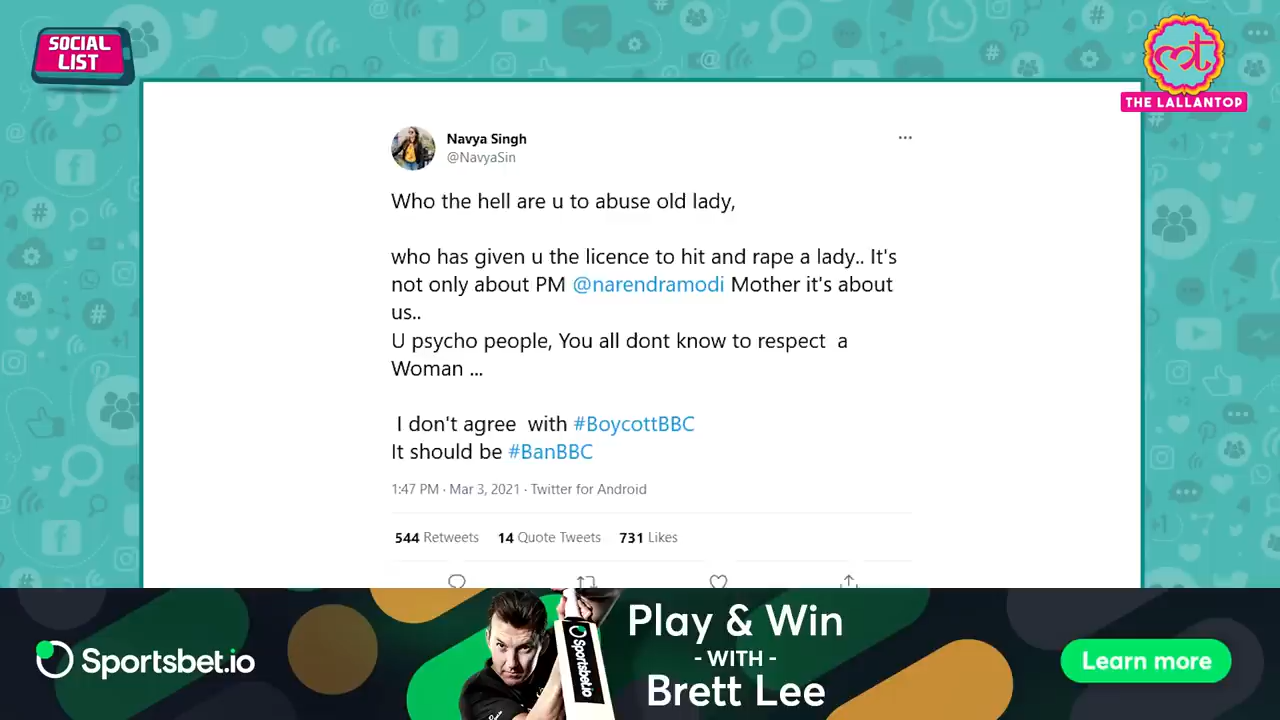 SOCIAL
LIST
मत
THE LALLANTOP
Navya Singh
@NavyaSin
Who the hell are u to abuse old lady,
who has given u the licence to hit and rape a lady.. It's
not only about PM @narendramodi Mother it's about
us..
U psycho people, You all dont know to respect a
Woman ...
I don't agree with #BoycottBBC
It should be #BanBBC
1:47 PM · Mar 3, 2021 · Twitter for Android
544 Retweets 14 Quote Tweets 731 Likes
Sportsbet.io
Sportsbet.io
Play & Win
- WITH -
Brett Lee
Learn more